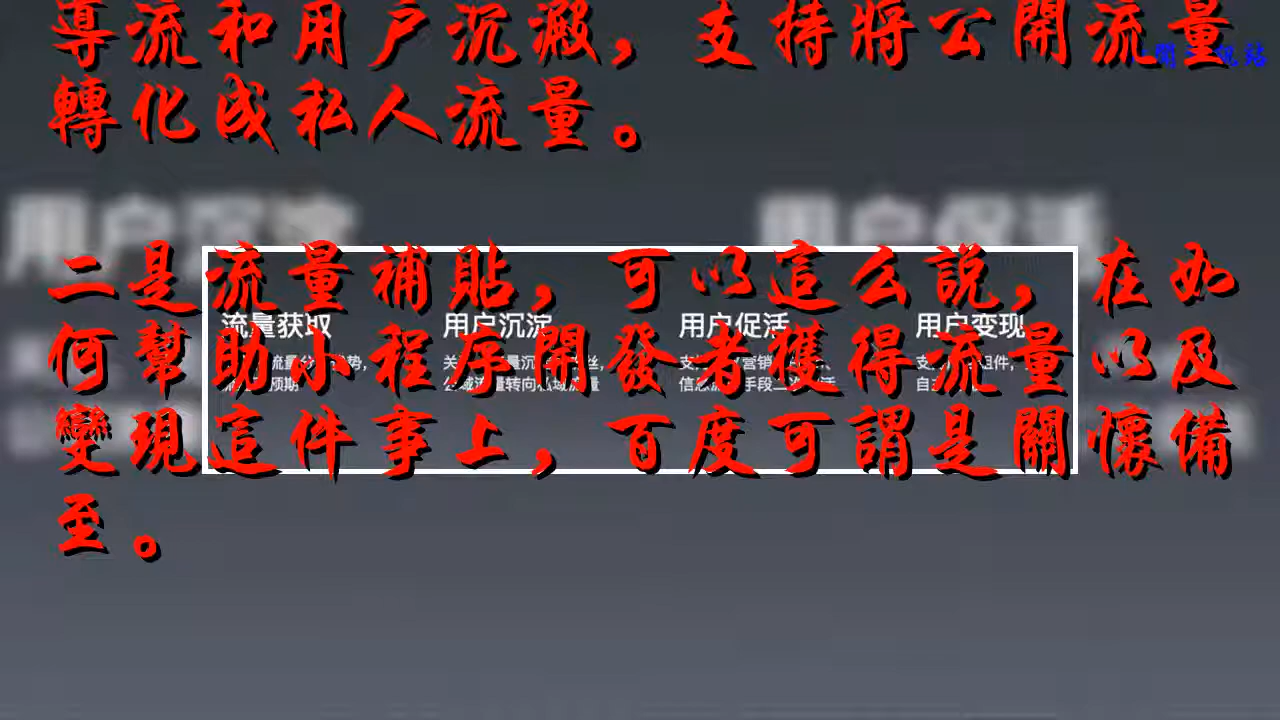 導流和用户沉澱，支持將公開流量
轉化成私人流量。
二是流量補貼，可以這么說，在如
何幫助小程序開發者獲得流量以及
變現這件事上，百度可謂是關懷備
至。
流量获取
用户沉淀
用户促活
用户变现